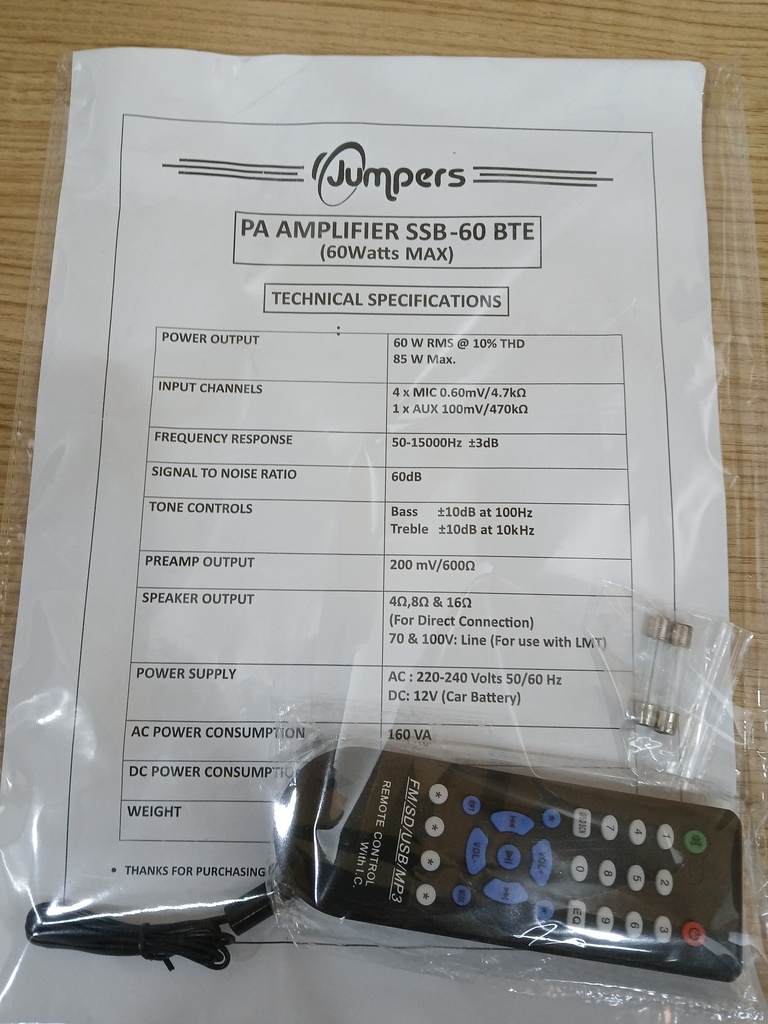 Jumpers
PA AMPLIFIER SSB-60 BTE
(60Watts MAX)
TECHNICAL SPECIFICATIONS
:
POWER OUTPUT
60 W RMS @ 10% THD
85 W Max.
INPUT CHANNELS
4 x MIC 0.60mV/4.7kΩ
1 x AUX 100mV/470kΩ
FREQUENCY RESPONSE
50-15000Hz ±3dB
SIGNAL TO NOISE RATIO
60dB
TONE CONTROLS
Bass ±10dB at 100Hz
Treble ±10dB at 10kHz
PREAMP OUTPUT
200 mV/600Ω
SPEAKER OUTPUT
4Ω,8Ω & 16Ω
(For Direct Connection)
70 & 100V: Line (For use with LMT)
POWER SUPPLY
AC : 220-240 Volts 50/60 Hz
DC: 12V (Car Battery)
AC POWER CONSUMPTION
160 VA
DC POWER CONSUMPTIO
WEIGHT
• THANKS FOR PURCHASING
1
2
3
4
5
6
7
8
9
0
EQ
VOL-
VOL+
RPT
FM/SD/USB/MP3
REMOTE CONTROL
With I.C.